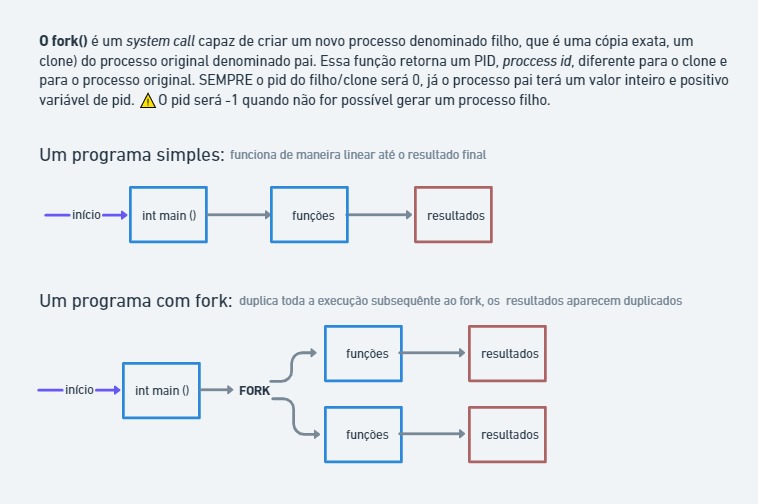 O fork() é um system call capaz de criar um novo processo denominado filho, que é uma cópia exata, um
clone) do processo original denominado pai. Essa função retorna um PID, proccess id, diferente para o clone e
para o processo original. SEMPRE o pid do filho/clone será 0, já o processo pai terá um valor inteiro e positivo
variável de pid. ⚠ O pid será -1 quando não for possível gerar um processo filho.
Um programa simples: funciona de maneira linear até o resultado final
início int main () funções resultados
Um programa com fork: duplica toda a execução subsequênte ao fork, os resultados aparecem duplicados
funções resultados
início int main () FORK
funções resultados